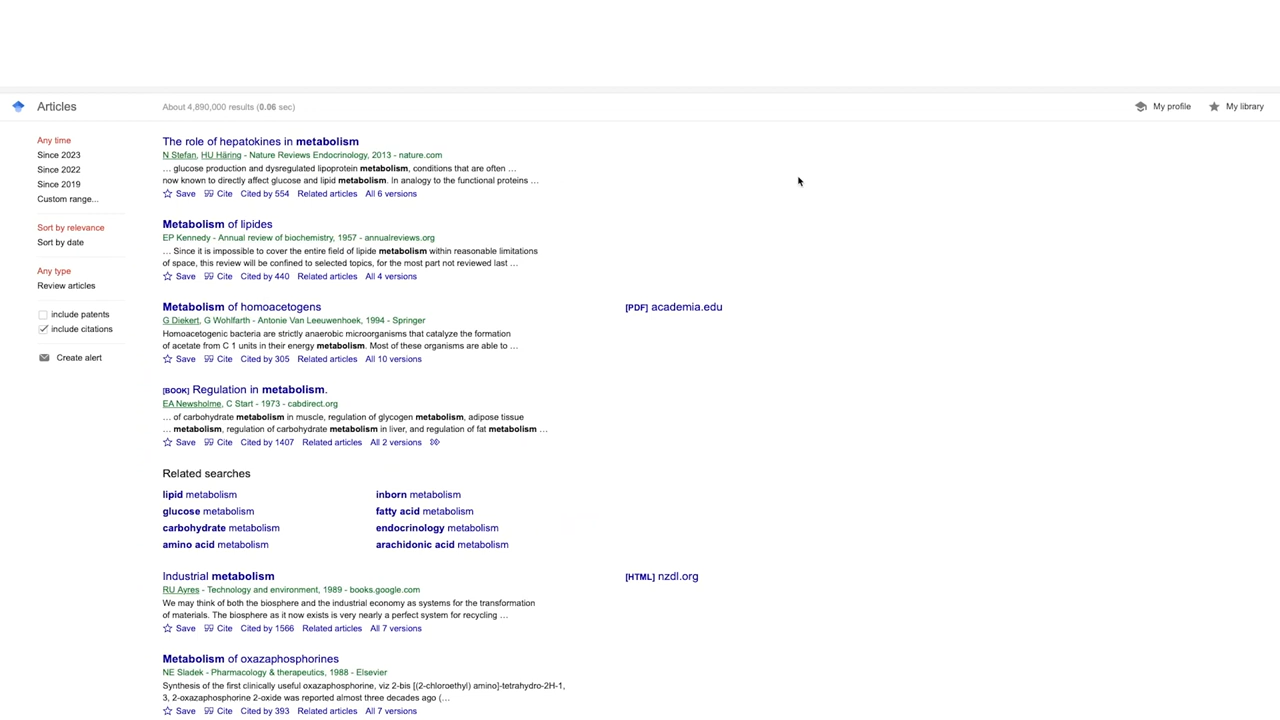 Articles
About 4,890,000 results (0.06 sec)
My profile
My library
Any time
Since 2023
Since 2022
Since 2019
Custom range...
Sort by relevance
Sort by date
Any type
Review articles
include patents
include citations
Create alert
The role of hepatokines in metabolism
N Stefan, HU Häring - Nature Reviews Endocrinology, 2013 - nature.com
… glucose production and dysregulated lipoprotein metabolism, conditions that are often …
now known to directly affect glucose and lipid metabolism. In analogy to the functional proteins …
Save Cite Cited by 554 Related articles All 6 versions
Metabolism of lipides
EP Kennedy - Annual review of biochemistry, 1957 - annualreviews.org
… Since it is impossible to cover the entire field of lipide metabolism within reasonable limitations
of space, this review will be confined to selected topics, for the most part not reviewed last …
Save Cite Cited by 440 Related articles All 4 versions
Metabolism of homoacetogens
[PDF] academia.edu
G Diekert, G Wohlfarth - Antonie Van Leeuwenhoek, 1994 - Springer
Homoacetogenic bacteria are strictly anaerobic microorganisms that catalyze the formation
of acetate from C 1 units in their energy metabolism. Most of these organisms are able to …
Save Cite Cited by 305 Related articles All 10 versions
[BOOK] Regulation in metabolism.
EA Newsholme, C Start - 1973 - cabdirect.org
… of carbohydrate metabolism in muscle, regulation of glycogen metabolism, adipose tissue
… metabolism, regulation of carbohydrate metabolism in liver, and regulation of fat metabolism …
Save Cite Cited by 1407 Related articles All 2 versions
Related searches
lipid metabolism
inborn metabolism
glucose metabolism
fatty acid metabolism
carbohydrate metabolism
endocrinology metabolism
amino acid metabolism
arachidonic acid metabolism
Industrial metabolism
[HTML] nzdl.org
RU Ayres - Technology and environment, 1989 - books.google.com
We may think of both the biosphere and the industrial economy as systems for the transformation
of materials. The biosphere as it now exists is very nearly a perfect system for recycling …
Save Cite Cited by 1566 Related articles All 7 versions
Metabolism of oxazaphosphorines
NE Sladek - Pharmacology & therapeutics, 1988 - Elsevier
Synthesis of the first clinically useful oxazaphosphorine, viz 2-bis [(2-chloroethyl) amino]-tetrahydro-2H-1,
3, 2-oxazaphosphorine 2-oxide was reported almost three decades ago (…
Save Cite Cited by 393 Related articles All 7 versions